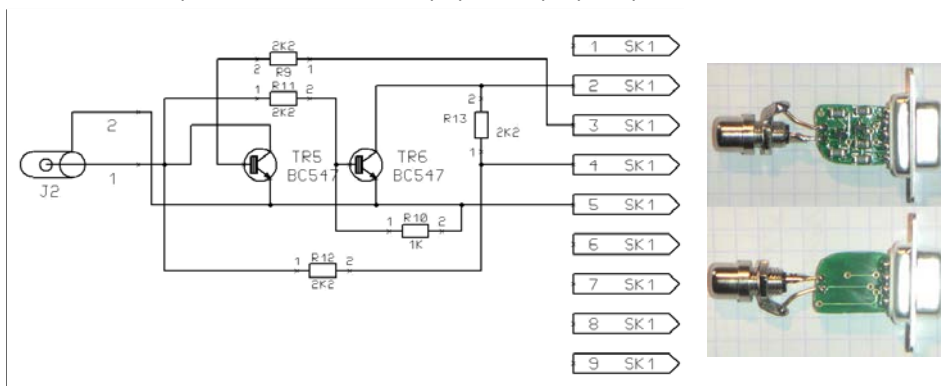 1 SK1
2K2
2 R9 1
2 SK1
1 R11 2
2K2
2
R13 2K2
1
3 SK1
2
TR5
BC547
TR6
BC547
4 SK1
J2
1
5 SK1
1 R10 2
1K
6 SK1
1 R12 2
2K2
7 SK1
8 SK1
9 SK1